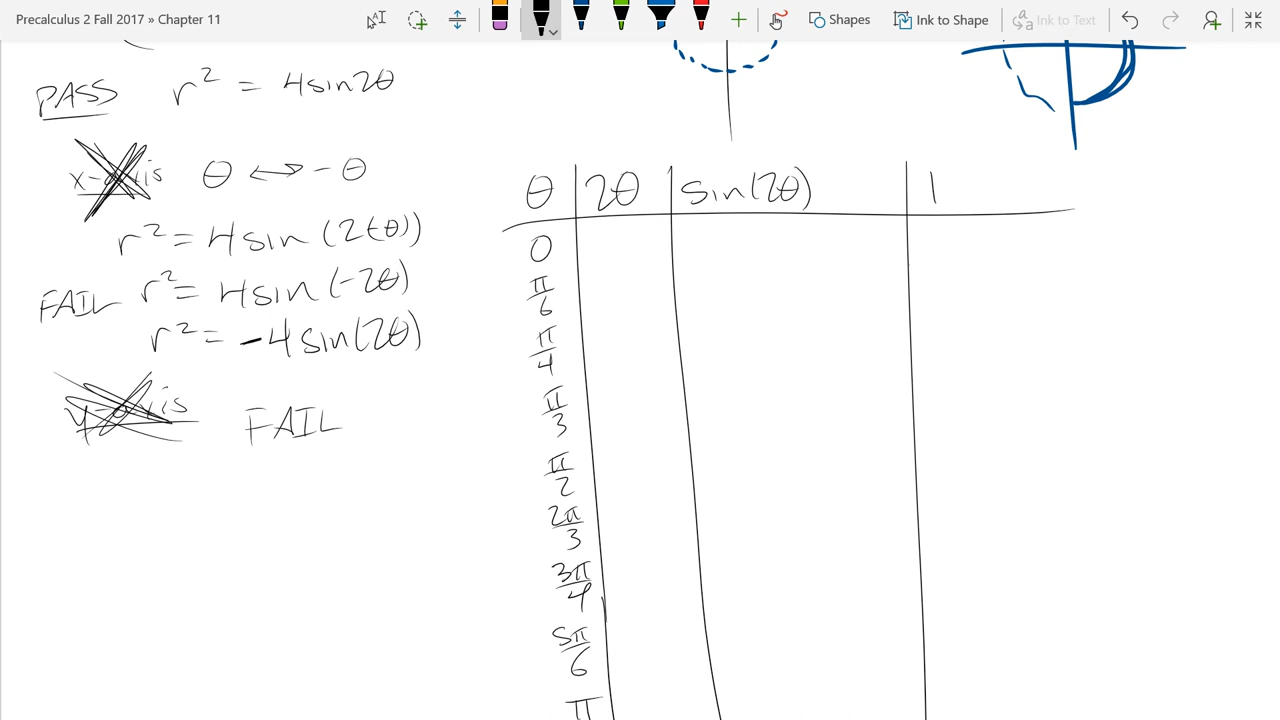 Precalculus 2 Fall 2017 » Chapter 11
Shapes
Ink to Shape
Ink to Text
PASS r² = 4sin2θ
x-axis θ ↔ -θ
r² = 4sin(2(-θ))
FAIL r² = 4sin(-2θ)
r² = -4sin(2θ)
y-axis FAIL
θ | 2θ | sin(2θ) |
0
π/6
π/4
π/3
π/2
2π/3
3π/4
5π/6
π